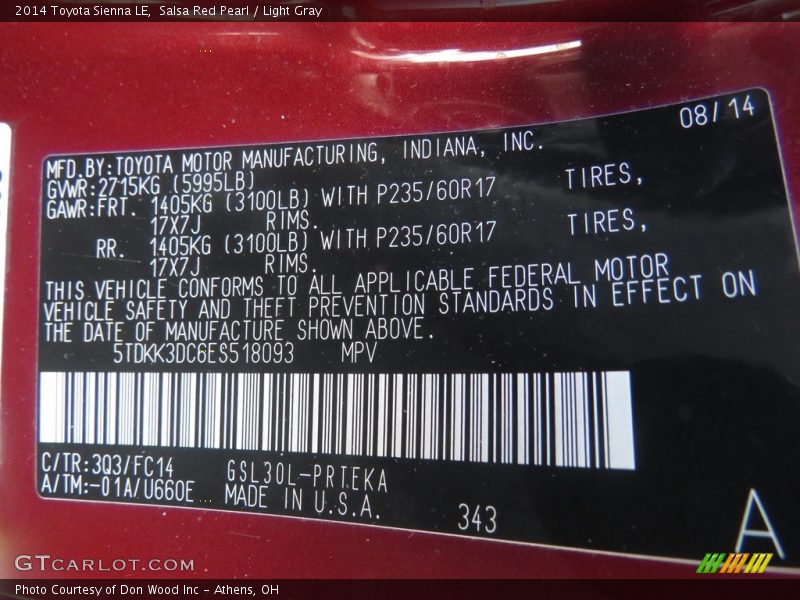 2014 Toyota Sienna LE, Salsa Red Pearl / Light Gray
08/ 14
MFD.BY:TOYOTA MOTOR MANUFACTURING, INDIANA, INC.
GVWR:2715KG (5995LB)
GAWR:FRT. 1405KG (3100LB) WITH P235/60R17 TIRES,
17X7J RIMS.
RR. 1405KG (3100LB) WITH P235/60R17 TIRES,
17X7J RIMS.
THIS VEHICLE CONFORMS TO ALL APPLICABLE FEDERAL MOTOR
VEHICLE SAFETY AND THEFT PREVENTION STANDARDS IN EFFECT ON
THE DATE OF MANUFACTURE SHOWN ABOVE.
5TDKK3DC6ES518093 MPV
C/TR:3Q3/FC14 GSL30L-PRTEKA
A/TM:-01A/U660E MADE IN U.S.A.
343
A
GTCARLOT.COM
Photo Courtesy of Don Wood Inc - Athens, OH